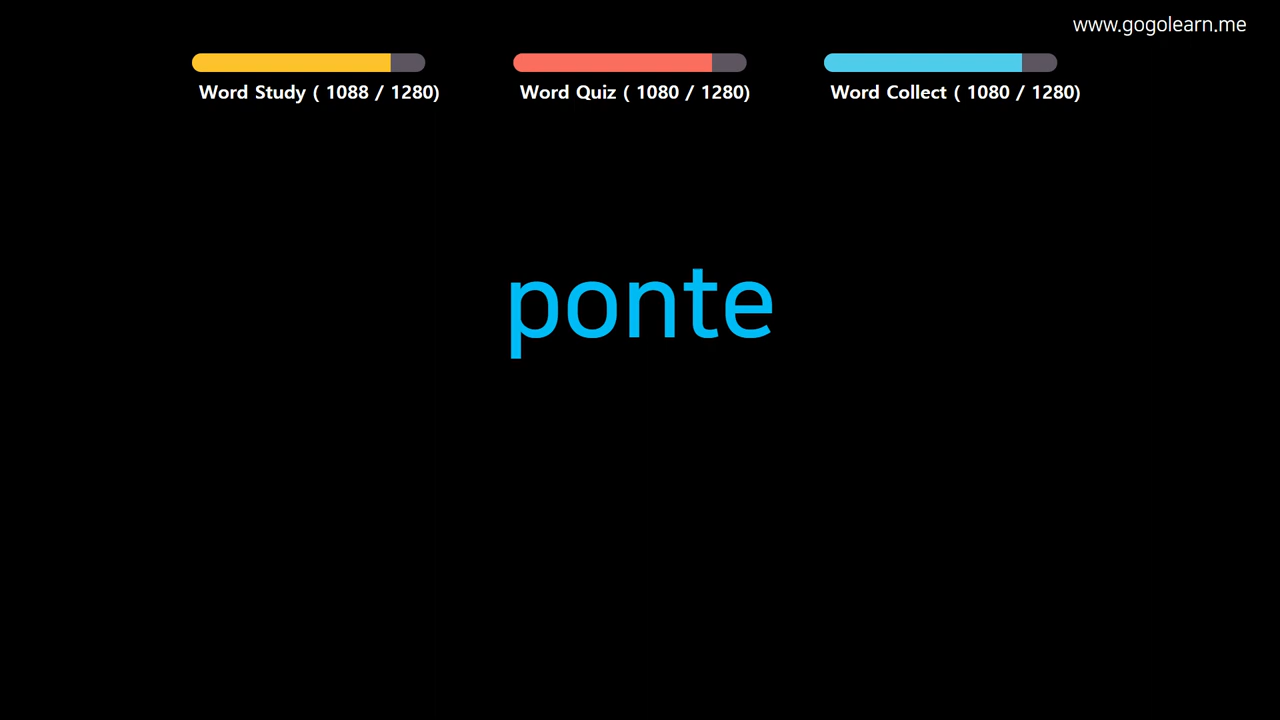 www.gogolearn.me
Word Study ( 1088 / 1280)
Word Quiz ( 1080 / 1280)
Word Collect ( 1080 / 1280)
ponte